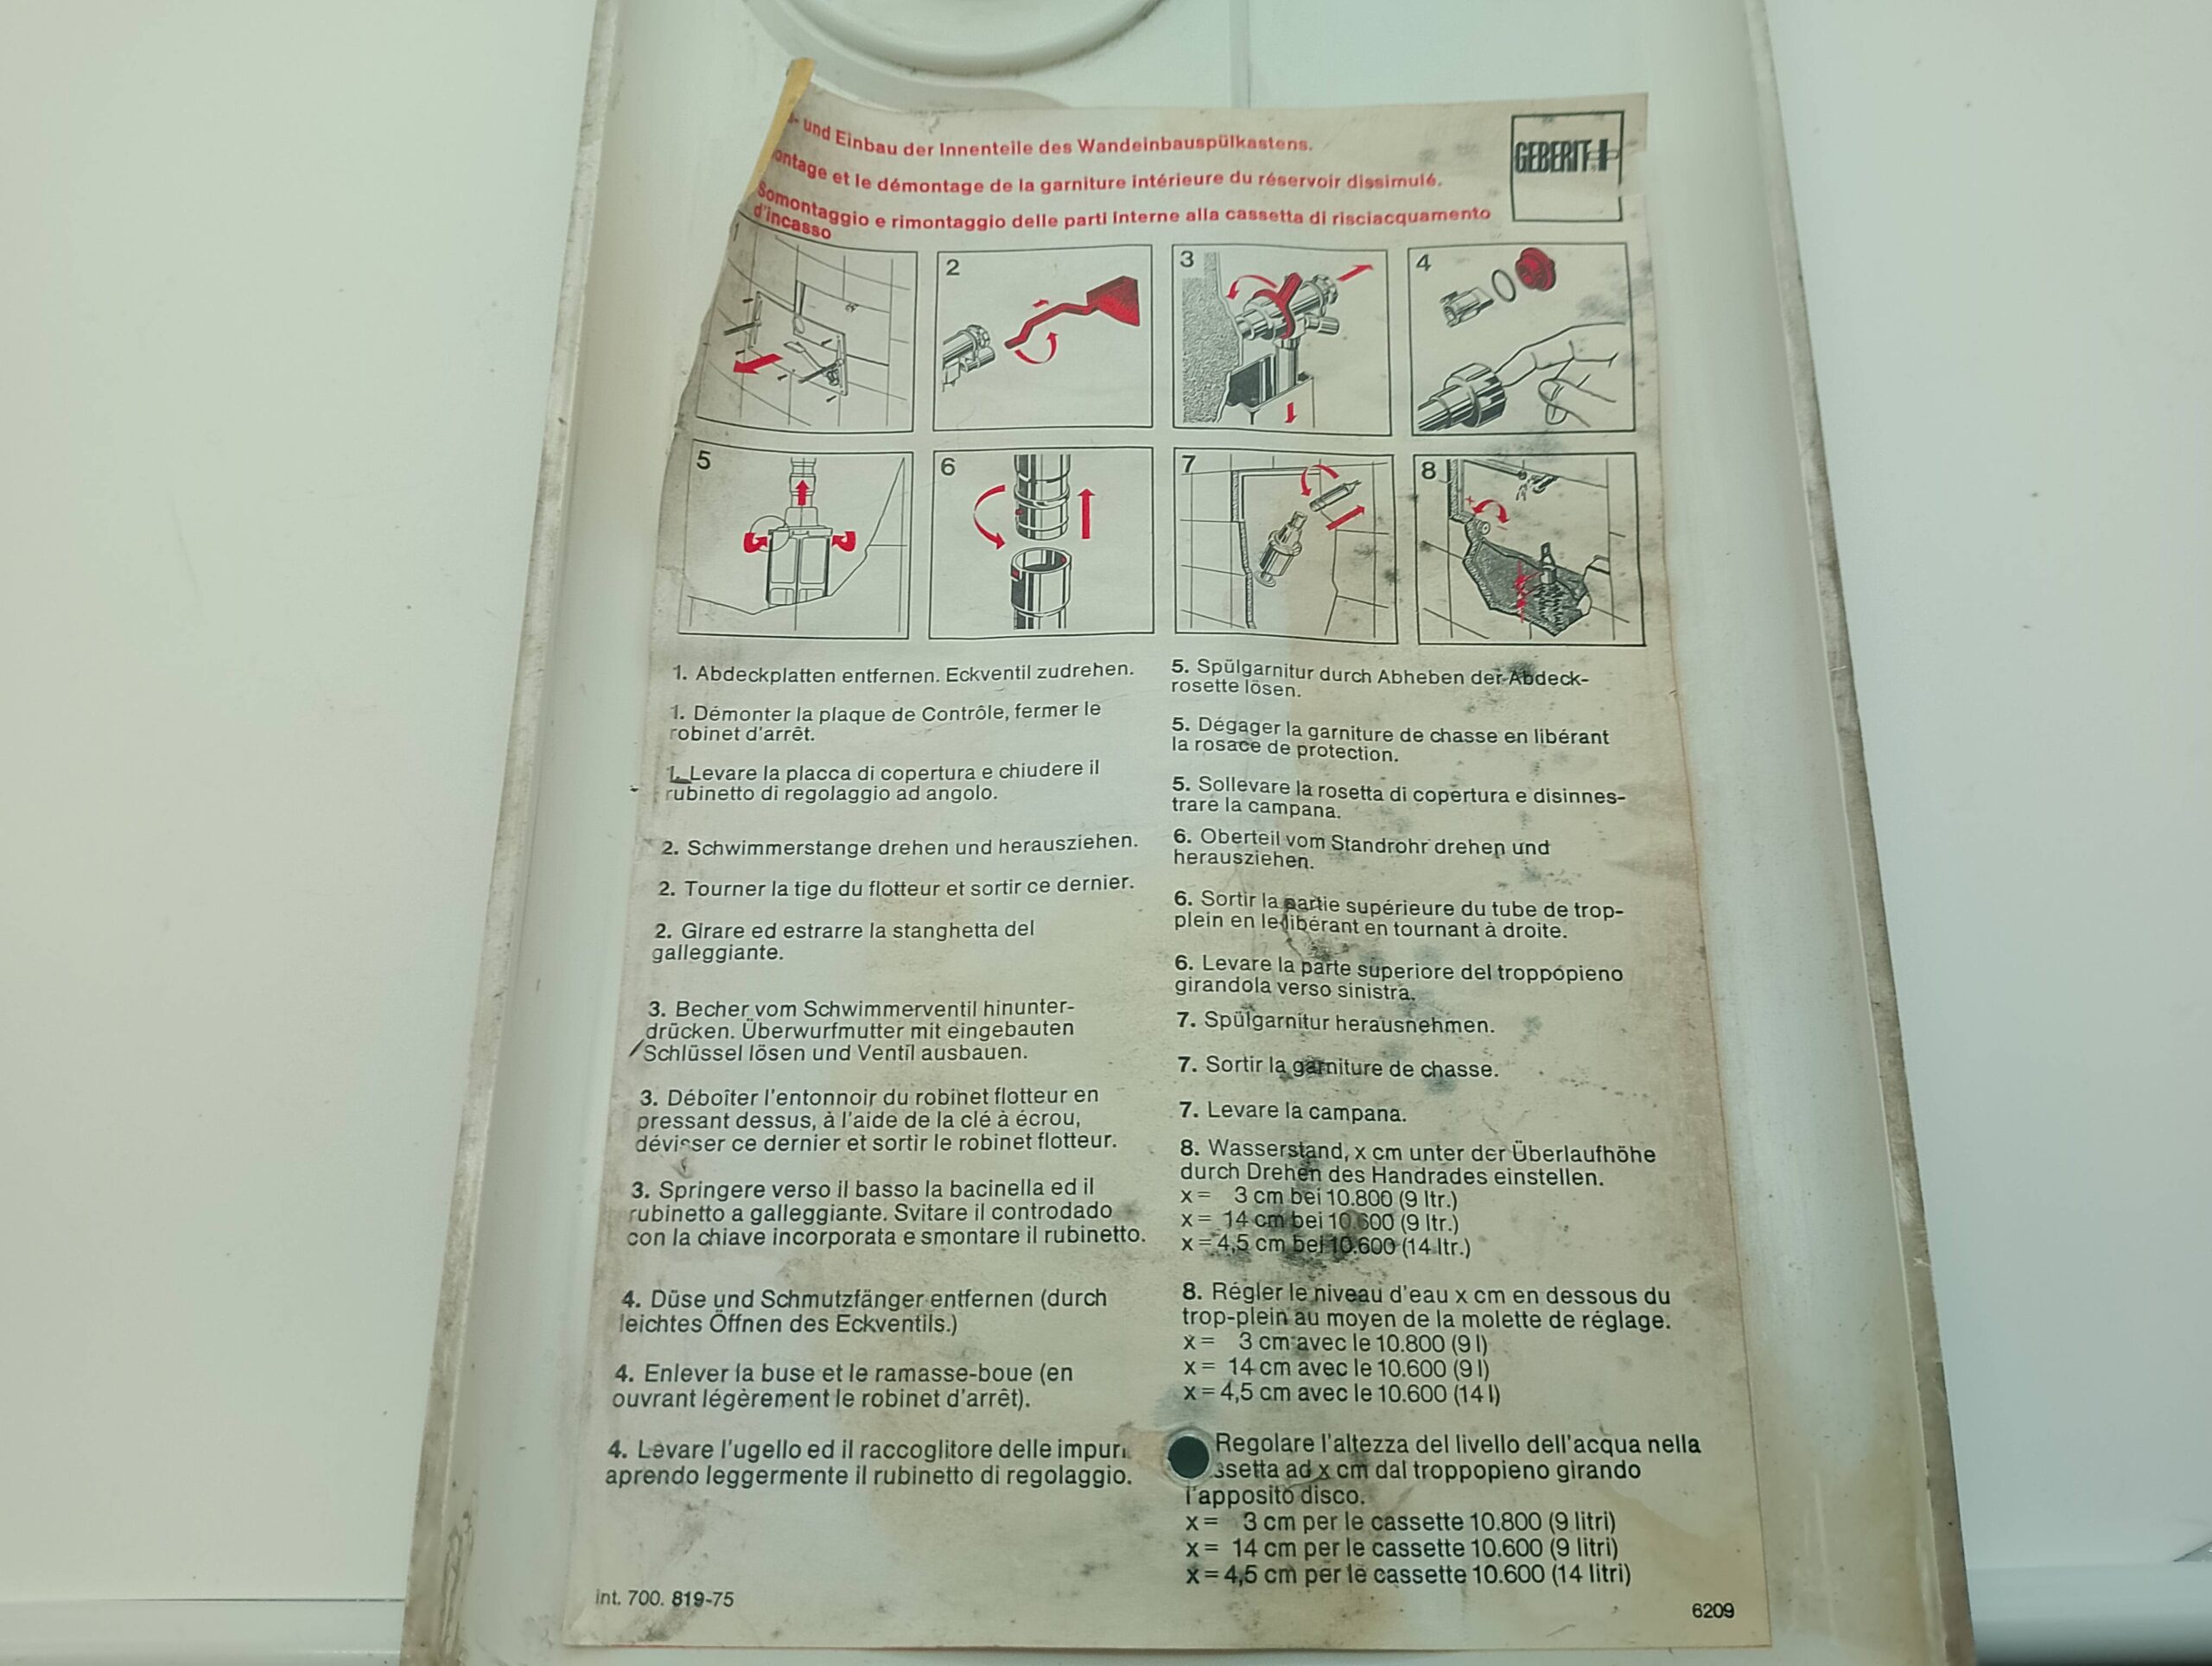 und Einbau der Innenteile des Wandeinbauspülkastens.
et le démontage de la garniture intérieure du réservoir dissimulé.
Somontaggio e rimontaggio delle parti interne alla cassetta di risciacquamento
d'incasso
GEBERIT
1
2
3
4
5
6
7
8
1. Abdeckplatten entfernen. Eckventil zudrehen.
1. Démonter la plaque de Contrôle, fermer le
robinet d'arrêt.
1. Levare la placca di copertura e chiudere il
rubinetto di regolaggio ad angolo.
2. Schwimmerstange drehen und herausziehen.
2. Tourner la tige du flotteur et sortir ce dernier.
2. Girare ed estrarre la stanghetta del
galleggiante.
3. Becher vom Schwimmerventil hinunter-
drücken. Überwurfmutter mit eingebauten
Schlüssel lösen und Ventil ausbauen.
3. Déboîter l'entonnoir du robinet flotteur en
pressant dessus, à l'aide de la clé à écrou,
dévisser ce dernier et sortir le robinet flotteur.
3. Springere verso il basso la bacinella ed il
rubinetto a galleggiante. Svitare il controdado
con la chiave incorporata e smontare il rubinetto.
4. Düse und Schmutzfänger entfernen (durch
leichtes Öffnen des Eckventils.)
4. Enlever la buse et le ramasse-boue (en
ouvrant légèrement le robinet d'arrêt).
4. Levare l'ugello ed il raccoglitore delle
aprendo leggermente il rubinetto di regolaggio.
int. 700. 819-75
5. Spülgarnitur durch Abheben der Abdeck-
rosette lösen.
5. Dégager la garniture de chasse en libérant
la rosace de protection.
5. Sollevare la rosetta di copertura e disinnes-
trare la campana.
6. Oberteil vom Standrohr drehen und
herausziehen.
6. Sortir la partie supérieure du tube de trop-
plein en le libérant en tournant à droite.
6. Levare la parte superiore del troppopieno
girandola verso sinistra.
7. Spülgarnitur herausnehmen.
7. Sortir la garniture de chasse.
7. Levare la campana.
8. Wasserstand, x cm unter der Überlaufhöhe
durch Drehen des Handrades einstellen.
x = 3 cm bei 10.800 (9 ltr.)
x = 14 cm bei 10.600 (9 ltr.)
x = 4,5 cm bei 10.600 (14 ltr.)
8. Régler le niveau d'eau x cm en dessous du
trop-plein au moyen de la molette de réglage.
x = 3 cm avec le 10.800 (9 l)
x = 14 cm avec le 10.600 (9 l)
x = 4,5 cm avec le 10.600 (14 l)
Regolare l'altezza del livello dell'acqua nella
ad x cm dal troppopieno girando
l'apposito disco.
x = 3 cm per le cassette 10.800 (9 litri)
x = 14 cm per le cassette 10.600 (9 litri)
x = 4,5 cm per le cassette 10.600 (14 litri)
6209